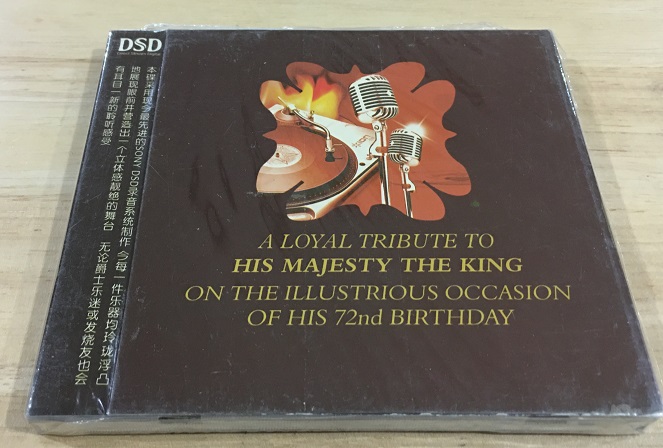 DSD
本碟采用现今最先进的SONY DSD录音系统制作 令每一件乐器均玲珑浮凸
地展现眼前并营造出一个立体感靓绝的舞台 无论爵士乐迷或发烧友也会
有耳目一新的聆听感受
A LOYAL TRIBUTE TO
HIS MAJESTY THE KING
ON THE ILLUSTRIOUS OCCASION
OF HIS 72nd BIRTHDAY